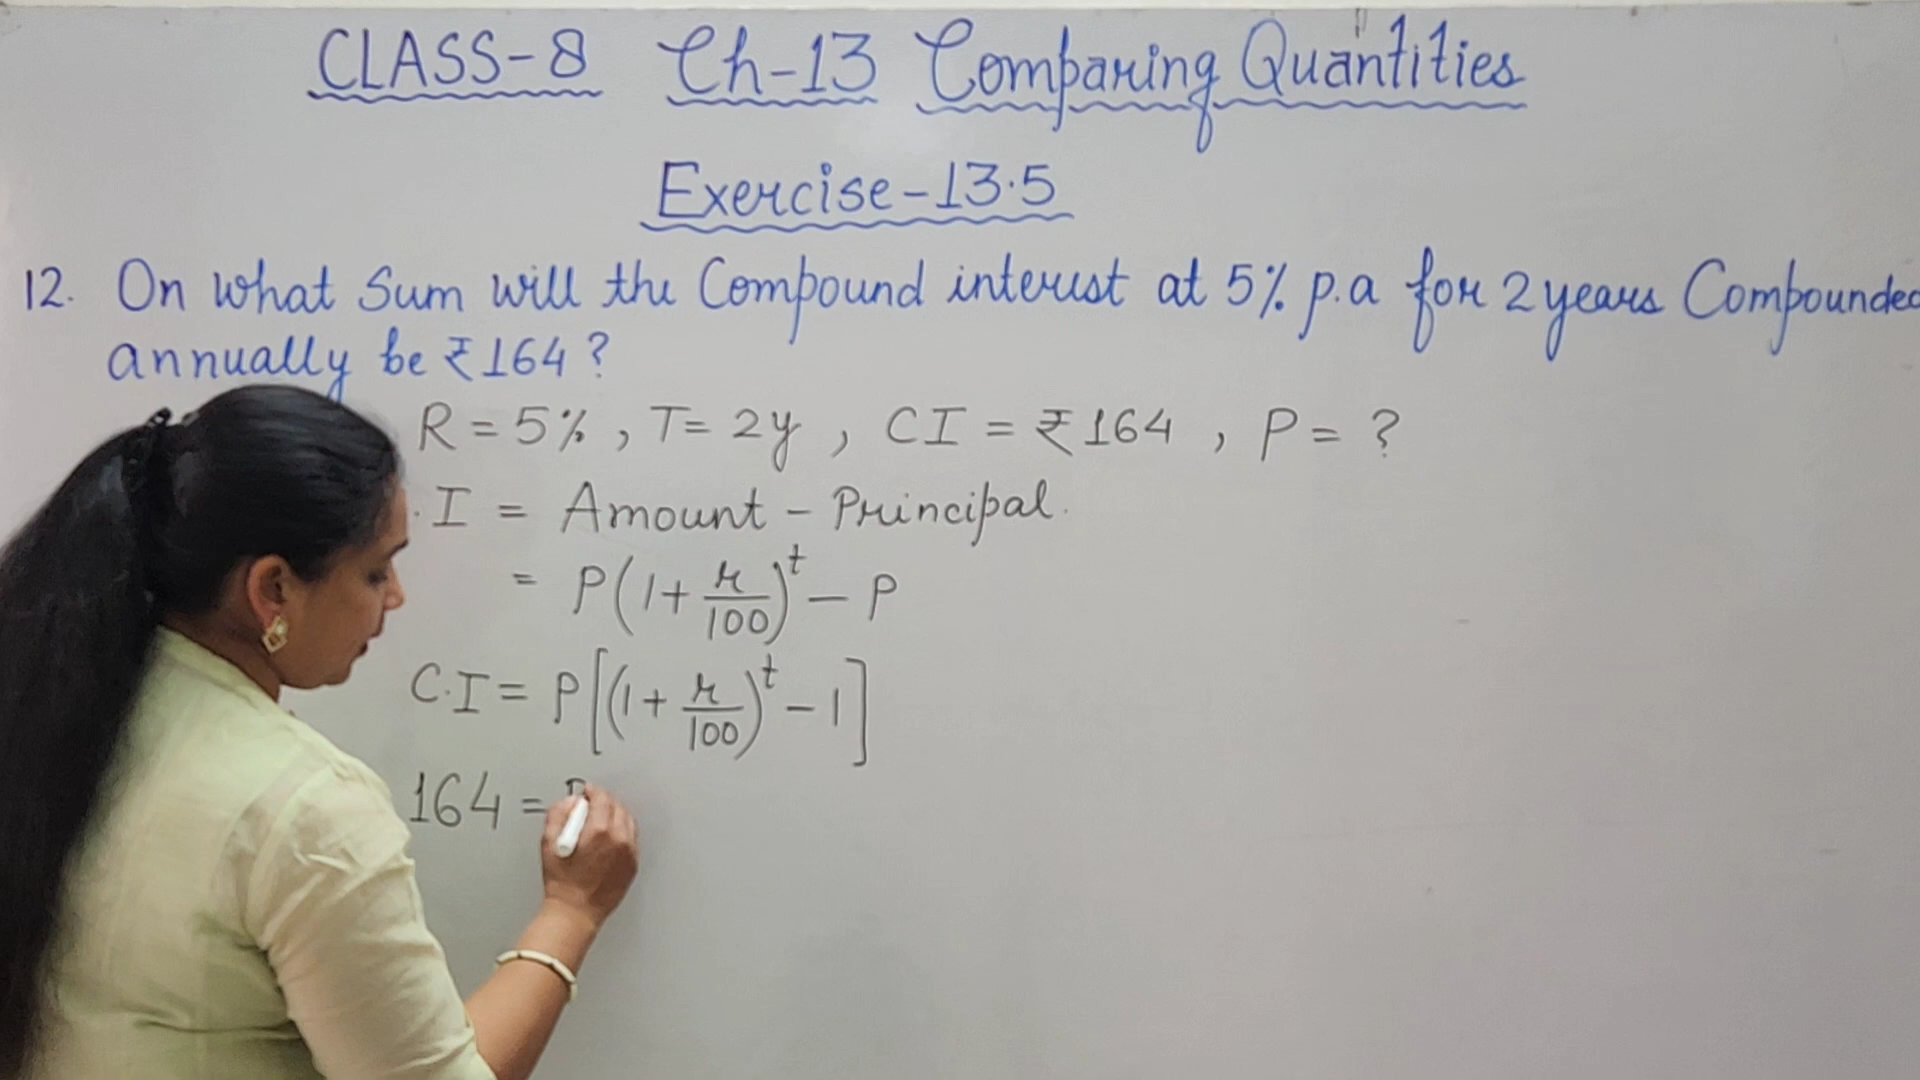 CLASS-8 Ch-13 Comparing Quantities
Exercise-13.5
12. On what Sum will the Compound interest at 5% p.a for 2 years Compounded
annually be ₹164?
R = 5% , T = 2y , CI = ₹164 , P = ?
.I = Amount - Principal.
= P(1+r/100)^t - P
C.I = P[(1+r/100)^t - 1]
164 = P